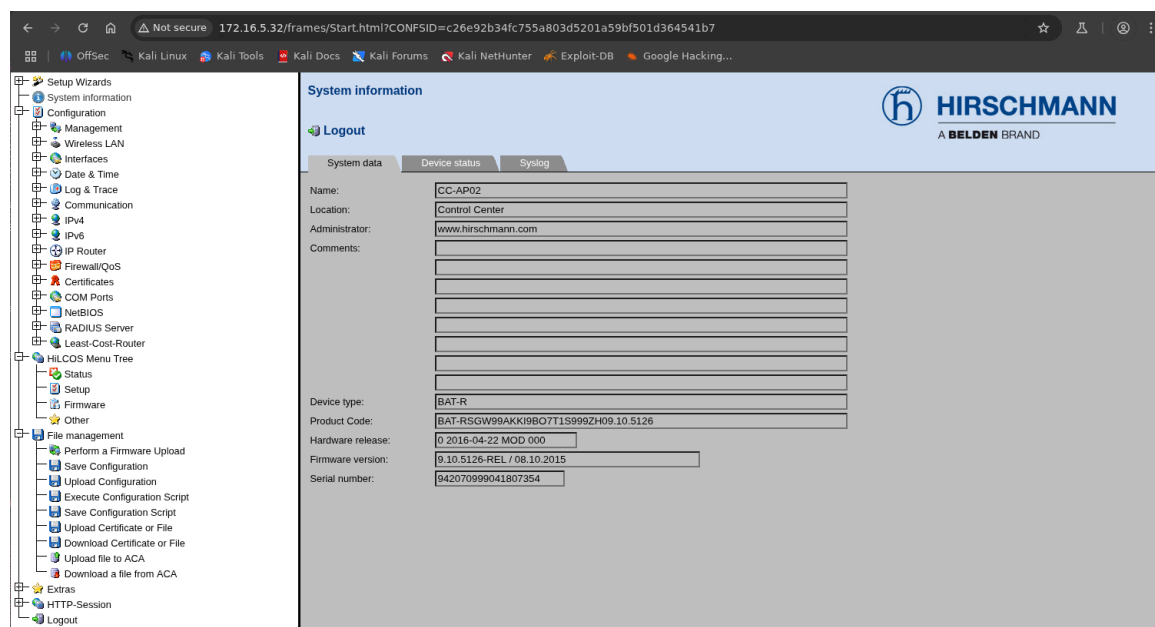 Not secure 172.16.5.32/frames/Start.html?CONFSID=c26e92b34fc755a803d5201a59bf501d364541b7
OffSec Kali Linux Kali Tools Kali Docs Kali Forums Kali NetHunter Exploit-DB Google Hacking...
Setup Wizards
System information
Configuration
Management
Wireless LAN
Interfaces
Date & Time
Log & Trace
Communication
IPv4
IPv6
IP Router
Firewall/QoS
Certificates
COM Ports
NetBIOS
RADIUS Server
Least-Cost-Router
HiLCOS Menu Tree
Status
Setup
Firmware
Other
File management
Perform a Firmware Upload
Save Configuration
Upload Configuration
Execute Configuration Script
Save Configuration Script
Upload Certificate or File
Download Certificate or File
Upload file to ACA
Download a file from ACA
Extras
HTTP-Session
Logout
System information
Logout
HIRSCHMANN
A BELDEN BRAND
System data Device status Syslog
Name: CC-AP02
Location: Control Center
Administrator: www.hirschmann.com
Comments:
Device type: BAT-R
Product Code: BAT-RSGW99AKKI9BO7T1S999ZH09.10.5126
Hardware release: 0 2016-04-22 MOD 000
Firmware version: 9.10.5126-REL / 08.10.2015
Serial number: 942070999041807354